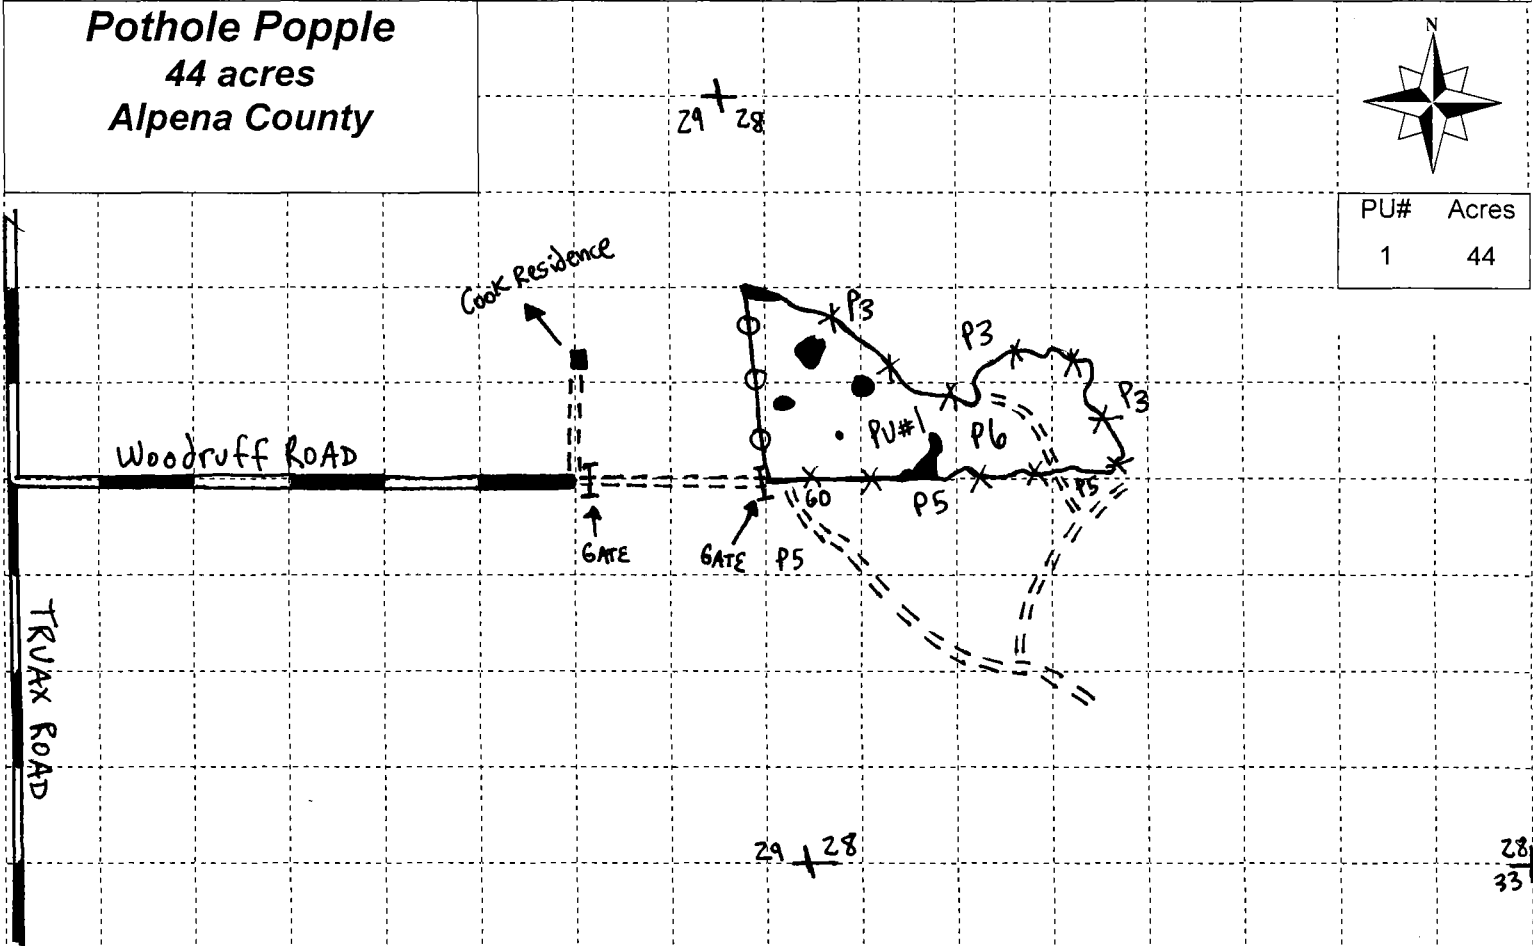 Pothole Popple
44 acres
Alpena County
N
29 28
PU# Acres
1 44
Cook Residence
P3
P3
P3
PU#1
P6
Woodruff ROAD
60
P5
P5
GATE
GATE
P5
TRUAX ROAD
29 28
28
33